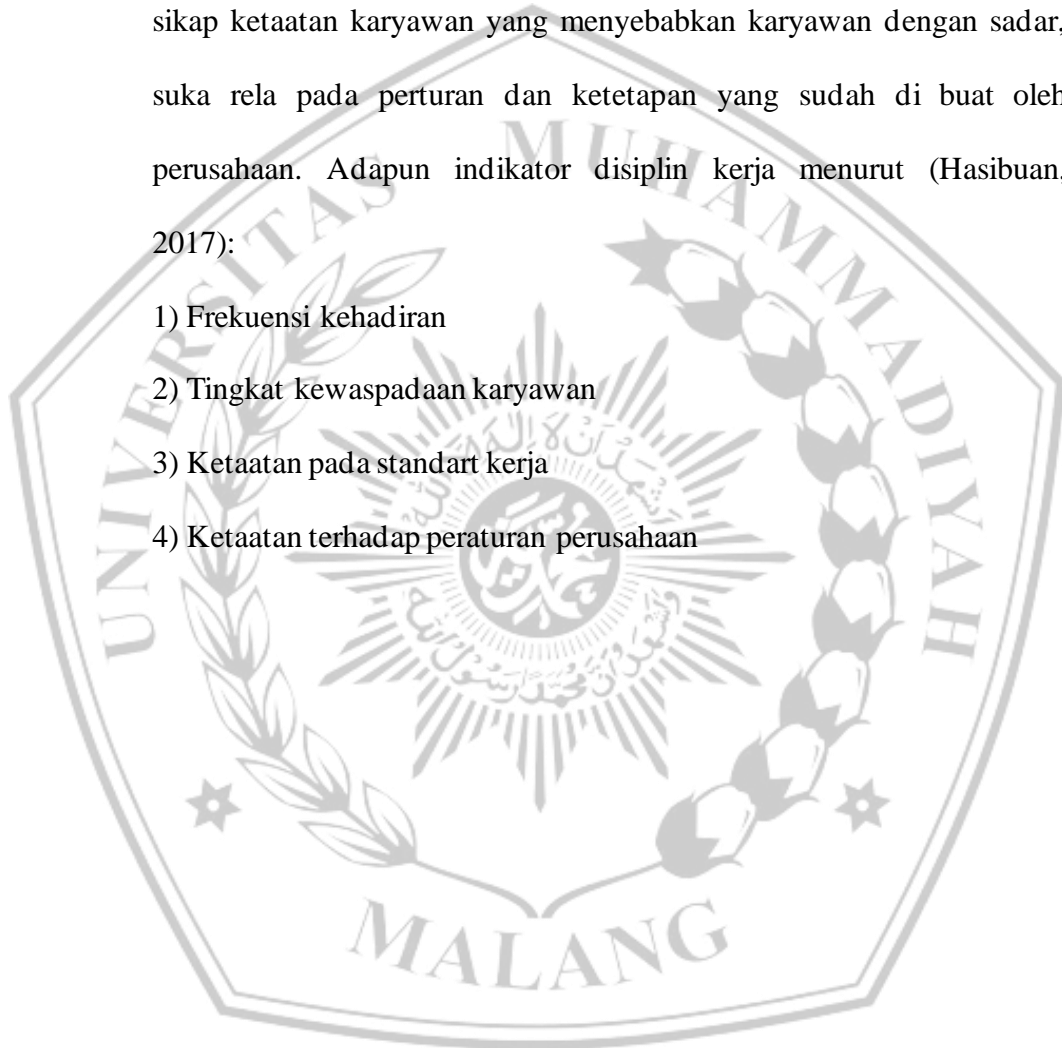 sikap ketaatan karyawan yang menyebabkan karyawan dengan sadar,
suka rela pada perturan dan ketetapan yang sudah di buat oleh
perusahaan. Adapun indikator disiplin kerja menurut (Hasibuan,
2017):
1) Frekuensi kehadiran
2) Tingkat kewaspadaan karyawan
3) Ketaatan pada standart kerja
4) Ketaatan terhadap peraturan perusahaan
UNIVERSITAS MUHAMMADIYAH
MALANG